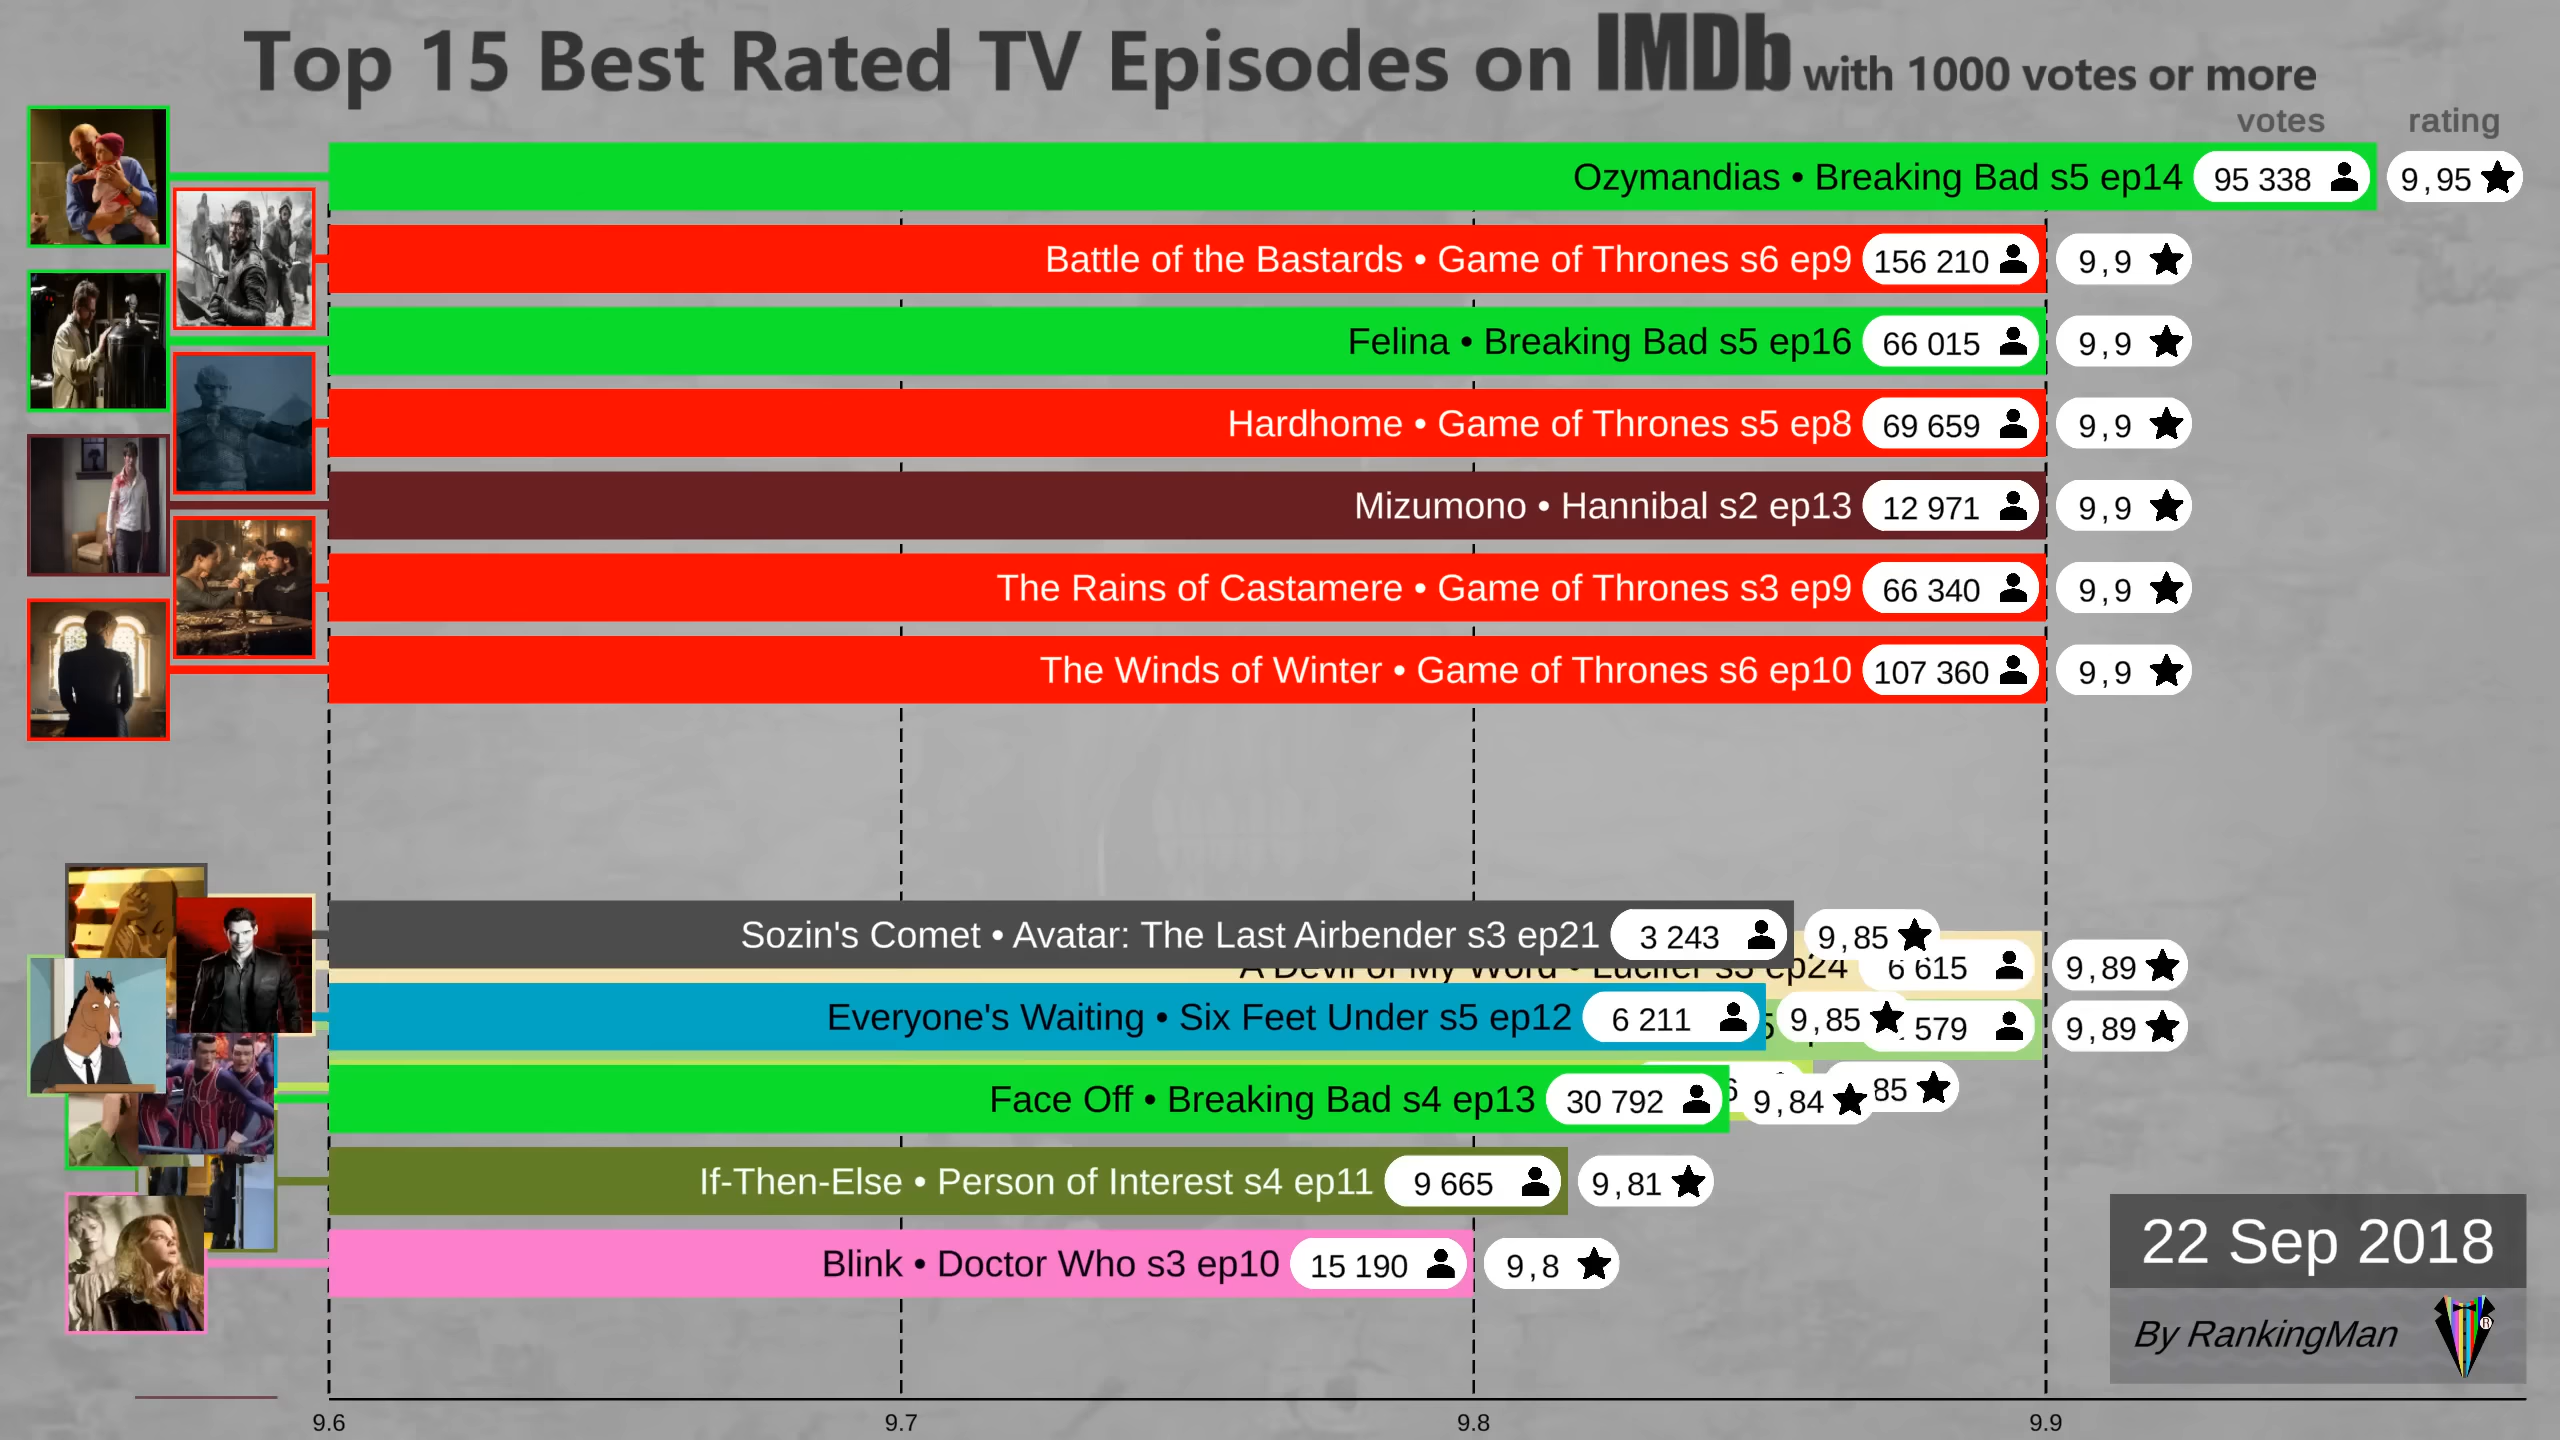 Top 15 Best Rated TV Episodes on IMDb with 1000 votes or more
votes rating
Ozymandias • Breaking Bad s5 ep14 95 338 9,95
Battle of the Bastards • Game of Thrones s6 ep9 156 210 9,9
Felina • Breaking Bad s5 ep16 66 015 9,9
Hardhome • Game of Thrones s5 ep8 69 659 9,9
Mizumono • Hannibal s2 ep13 12 971 9,9
The Rains of Castamere • Game of Thrones s3 ep9 66 340 9,9
The Winds of Winter • Game of Thrones s6 ep10 107 360 9,9
Sozin's Comet • Avatar: The Last Airbender s3 ep21 3 243 9,85
A Devil of My Word • Lucifer s3 ep24 6 615 9,89
Everyone's Waiting • Six Feet Under s5 ep12 6 211 9,85
579 9,89
85
Face Off • Breaking Bad s4 ep13 30 792 9,84
If-Then-Else • Person of Interest s4 ep11 9 665 9,81
Blink • Doctor Who s3 ep10 15 190 9,8
22 Sep 2018
By RankingMan
R
9.6 9.7 9.8 9.9